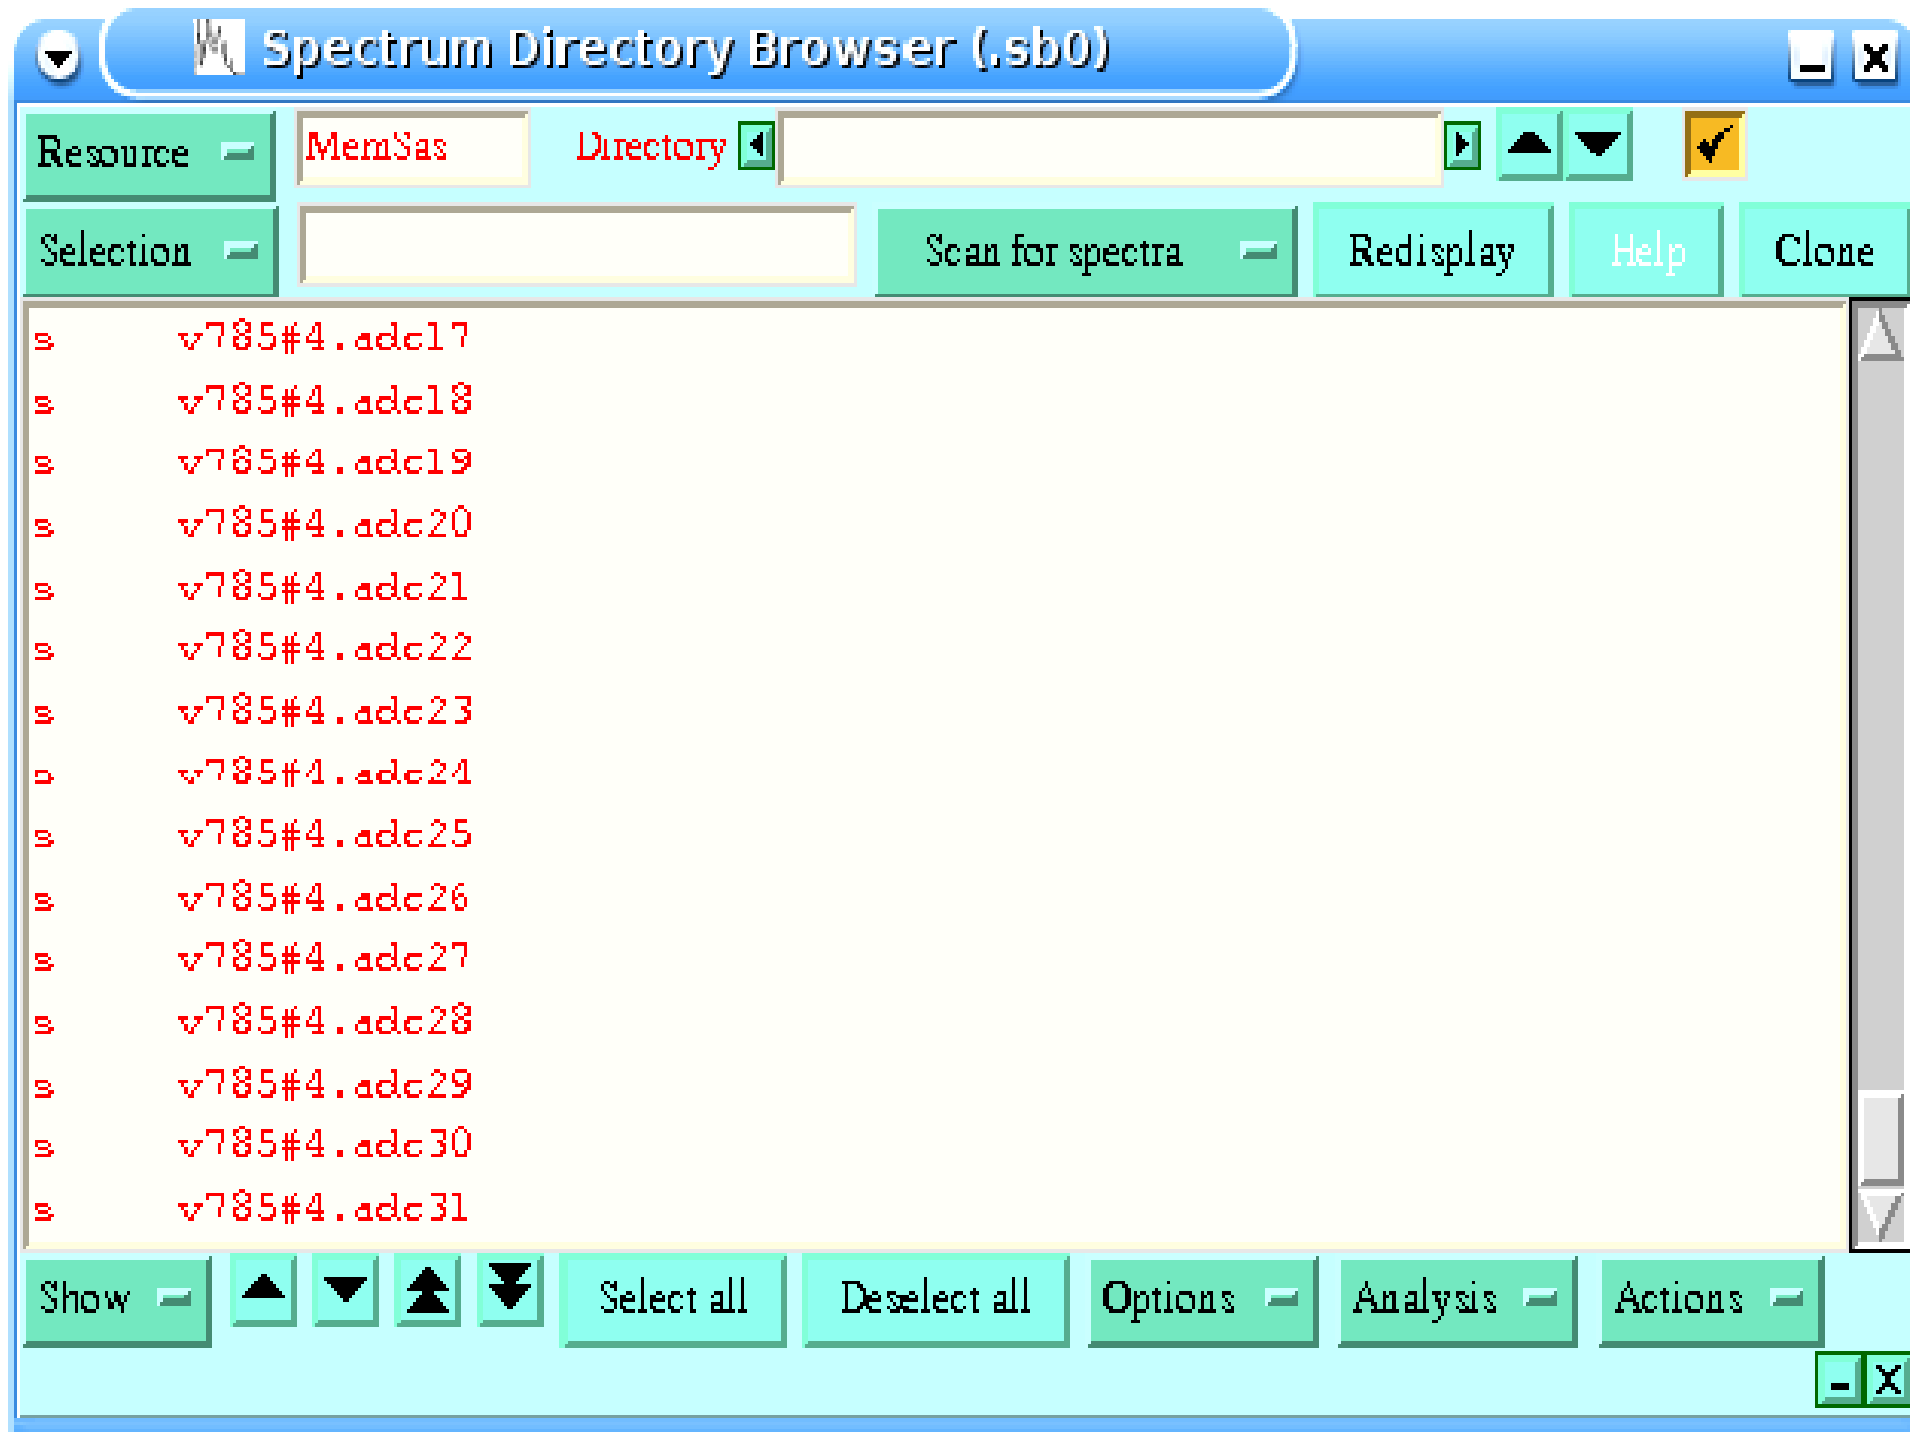 Spectrum Directory Browser (.sb0)
Resource MemSas Directory
Selection Scan for spectra Redisplay Help Clone
s v785#4.adc17
s v785#4.adc18
s v785#4.adc19
s v785#4.adc20
s v785#4.adc21
s v785#4.adc22
s v785#4.adc23
s v785#4.adc24
s v785#4.adc25
s v785#4.adc26
s v785#4.adc27
s v785#4.adc28
s v785#4.adc29
s v785#4.adc30
s v785#4.adc31
Show Select all Deselect all Options Analysis Actions